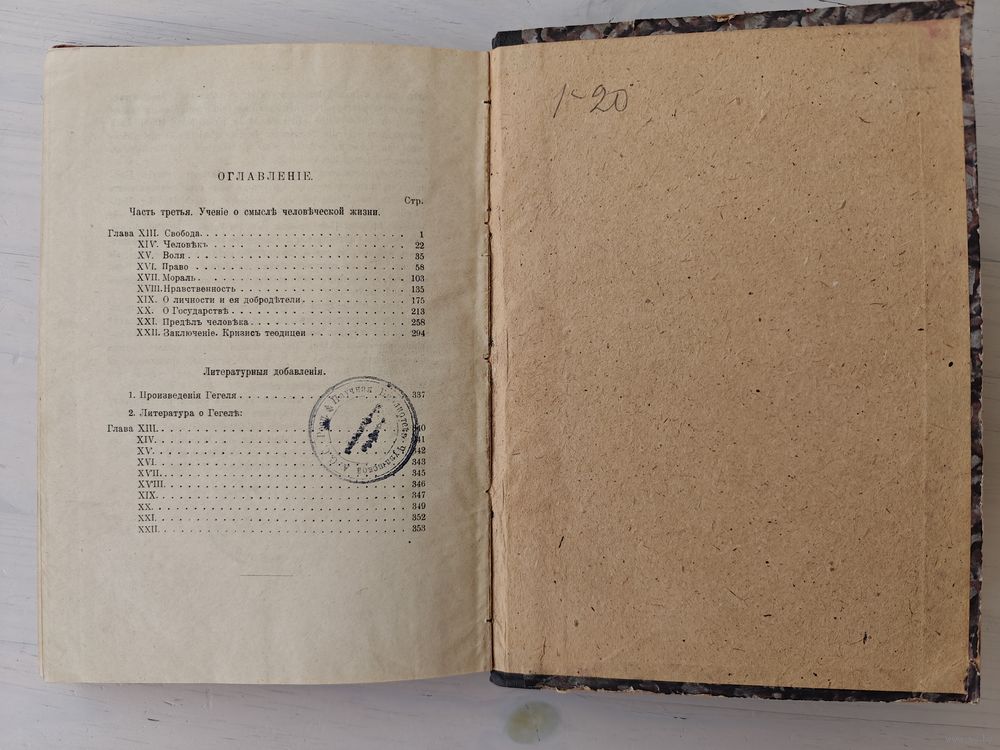 ОГЛАВЛЕНІЕ.
Стр.
Часть третья. Ученіе о смыслѣ человѣческой жизни.
Глава XIII. Свобода. 1
XIV. Человѣкъ 22
XV. Воля 35
XVI. Право 58
XVII. Мораль 103
XVIII. Нравственность 135
XIX. О личности и ея добродѣтели. 175
XX. О Государствѣ 213
XXI. Предѣлъ человѣка 258
XXII. Заключеніе. Кризисъ теодицеи 294
Литературныя добавленія.
1. Произведенія Гегеля 337
2. Литература о Гегелѣ:
Глава XIII. 340
XIV. 341
XV. 342
XVI. 343
XVII. 345
XVIII. 346
XIX. 347
XX. 349
XXI. 352
XXII. 353
1-20